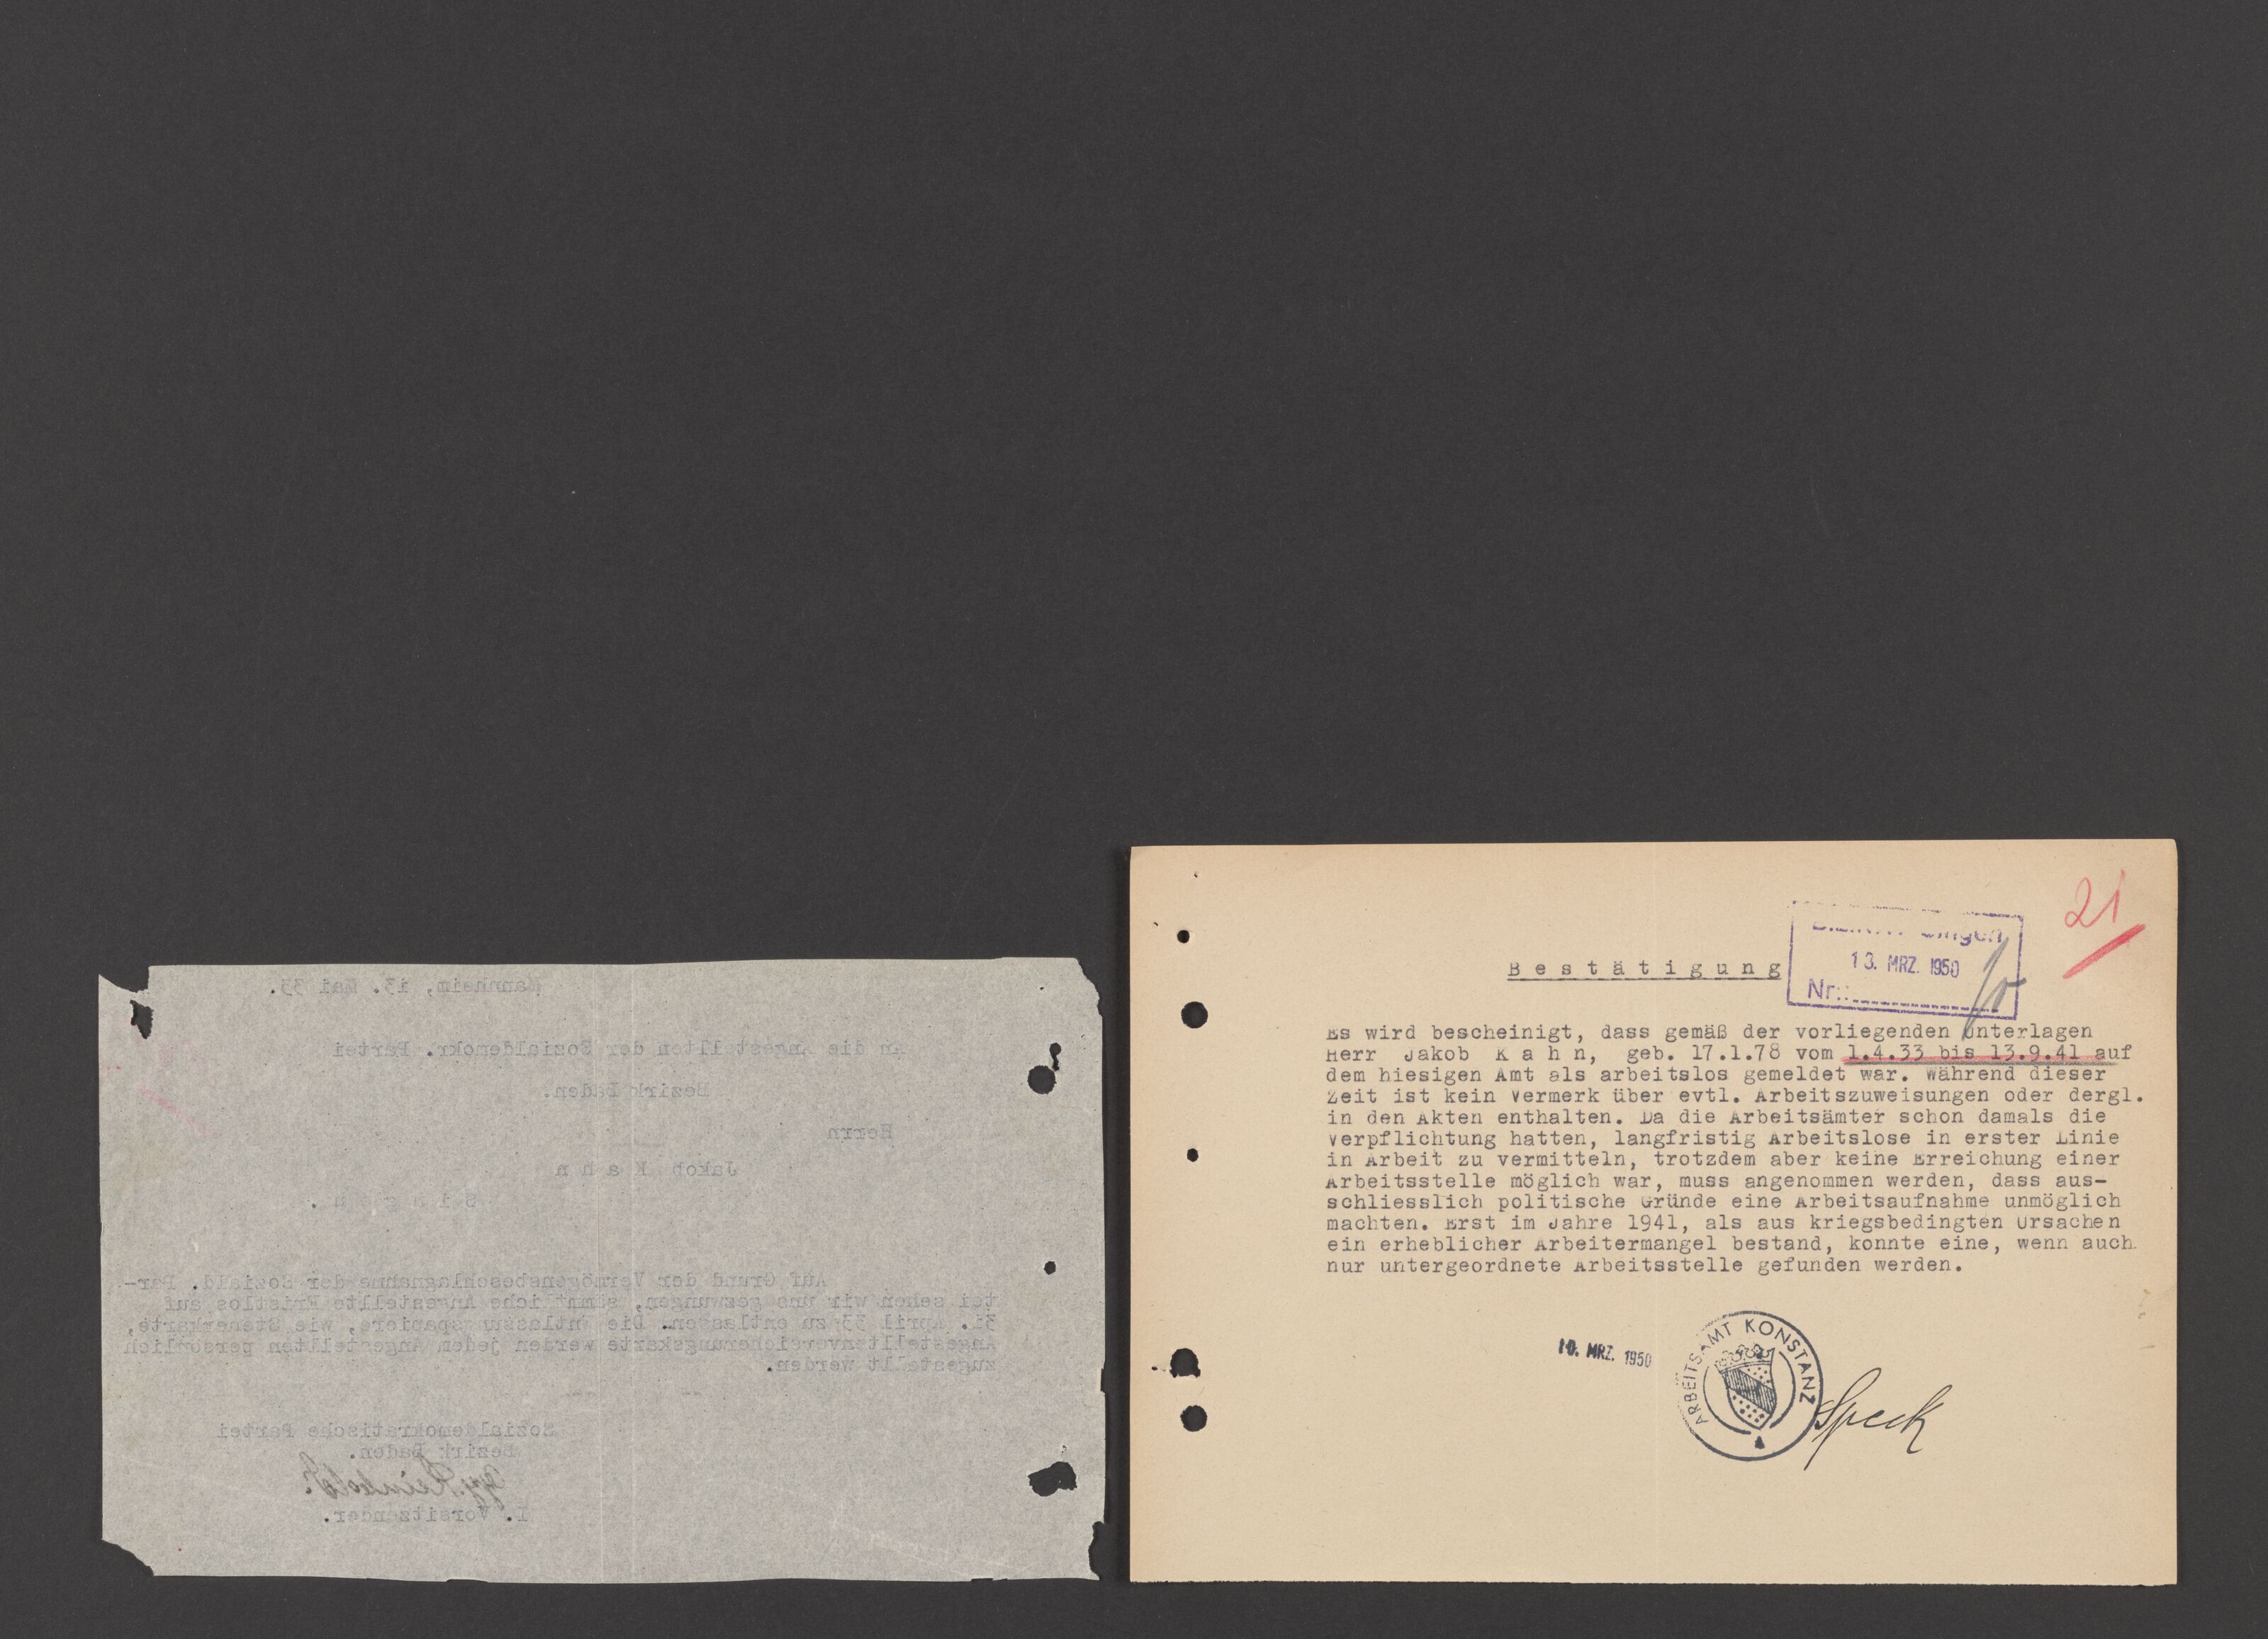 Mannheim, 13. Mai 33.
An die Angestellten der Sozialdemokr. Partei
Bezirk Baden.
Herrn
Jakob K a h n
S i n g e n .
Auf Grund der Vermögensbeschlagnahme der Soziald. Par-
tei sehen wir uns gezwungen, sämtliche Angestellte fristlos auf
31. April 33 zu entlassen. Die Entlassungspapiere, wie Steuerkarte,
Angestelltenversicherungskarte werden jedem Angestellten persönlich
zugestellt werden.
Sozialdemokratische Partei
Bezirk Baden.
gez. Reinbold.
I. Vorsitzender.
21
Singen
13. MRZ. 1950
Nr.:
B e s t ä t i g u n g
Es wird bescheinigt, dass gemäß der vorliegenden Unterlagen
Herr Jakob K a h n, geb. 17.1.78 vom 1.4.33 bis 13.9.41 auf
dem hiesigen Amt als arbeitslos gemeldet war. Während dieser
Zeit ist kein Vermerk über evtl. Arbeitszuweisungen oder dergl.
in den Akten enthalten. Da die Arbeitsämter schon damals die
Verpflichtung hatten, langfristig Arbeitslose in erster Linie
in Arbeit zu vermitteln, trotzdem aber keine Erreichung einer
Arbeitsstelle möglich war, muss angenommen werden, dass aus-
schliesslich politische Gründe eine Arbeitsaufnahme unmöglich
machten. Erst im Jahre 1941, als aus kriegsbedingten Ursachen
ein erheblicher Arbeitermangel bestand, konnte eine, wenn auch
nur untergeordnete Arbeitsstelle gefunden werden.
10. MRZ. 1950
ARBEITSAMT KONSTANZ
Speck